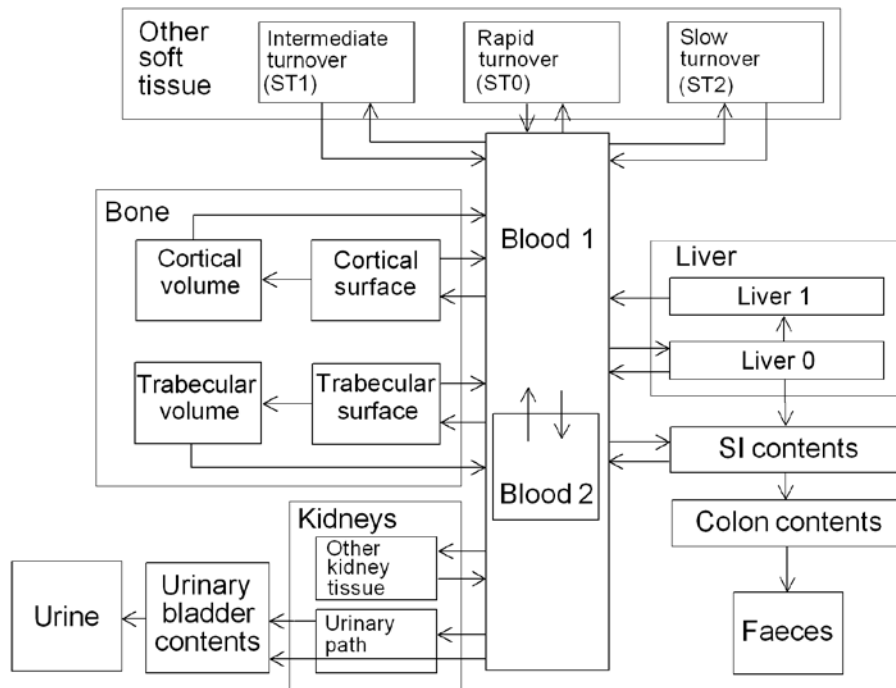 Other
soft
tissue
Intermediate
turnover
(ST1)
Rapid
turnover
(ST0)
Slow
turnover
(ST2)
Bone
Cortical
volume
Cortical
surface
Trabecular
volume
Trabecular
surface
Blood 1
Blood 2
Liver
Liver 1
Liver 0
SI contents
Colon contents
Faeces
Kidneys
Other
kidney
tissue
Urinary
path
Urinary
bladder
contents
Urine